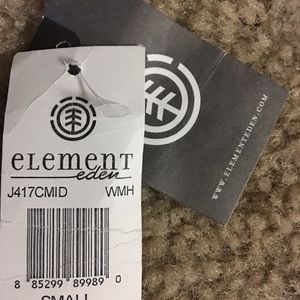 ELEMENT
eden
J417CMID WMH
8 85299 89989 0
SMALL
WWW.ELEMENTEDEN.COM